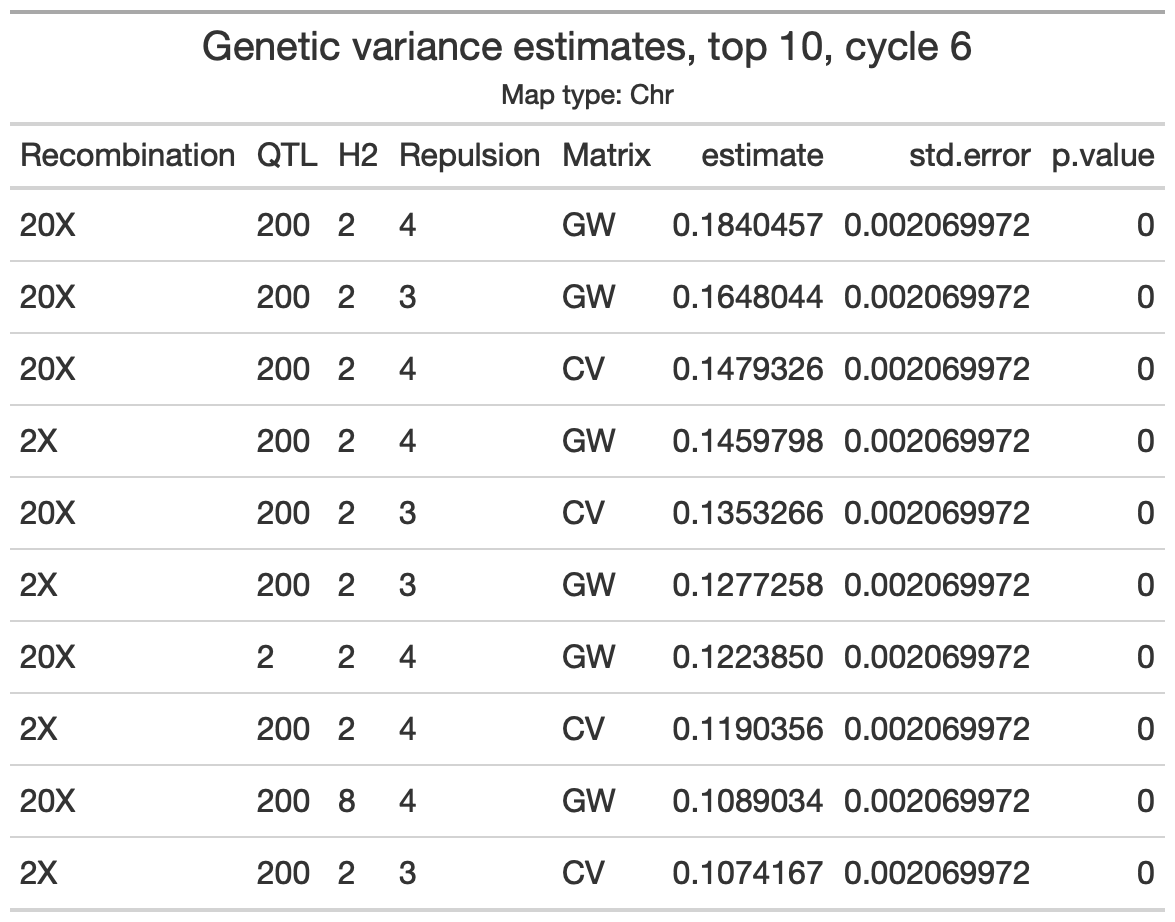 Genetic variance estimates, top 10, cycle 6
Map type: Chr
Recombination QTL H2 Repulsion Matrix estimate std.error p.value
20X 200 2 4 GW 0.1840457 0.002069972 0
20X 200 2 3 GW 0.1648044 0.002069972 0
20X 200 2 4 CV 0.1479326 0.002069972 0
2X 200 2 4 GW 0.1459798 0.002069972 0
20X 200 2 3 CV 0.1353266 0.002069972 0
2X 200 2 3 GW 0.1277258 0.002069972 0
20X 2 2 4 GW 0.1223850 0.002069972 0
2X 200 2 4 CV 0.1190356 0.002069972 0
20X 200 8 4 GW 0.1089034 0.002069972 0
2X 200 2 3 CV 0.1074167 0.002069972 0